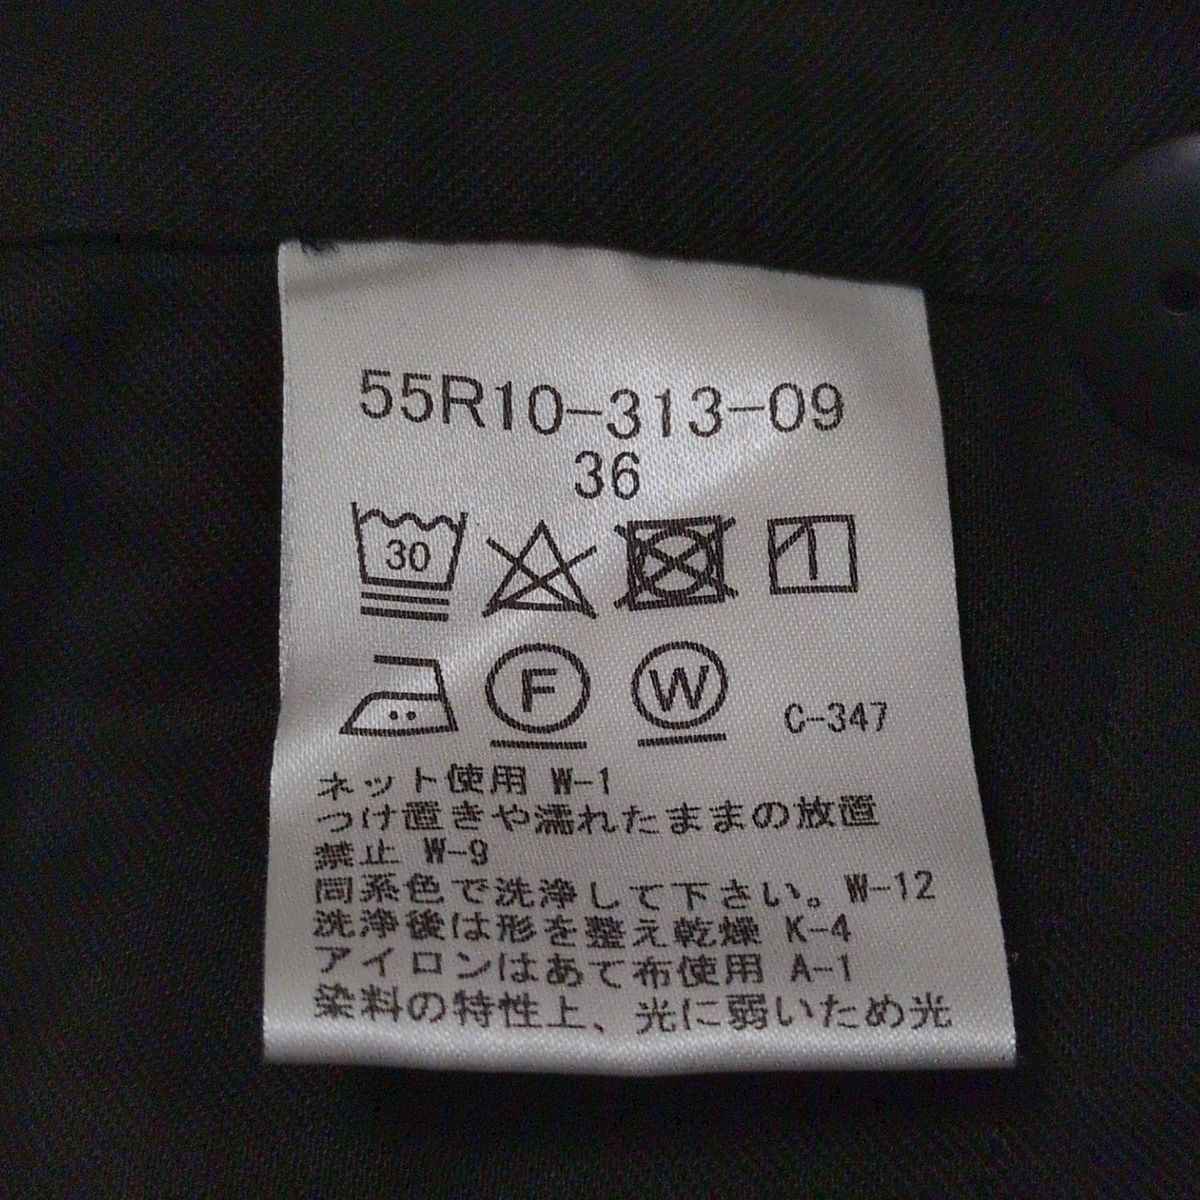 55R10-313-09
36
30
F W C-347
ネット使用 W-1
つけ置きや濡れたままの放置
禁止 W-9
同系色で洗浄して下さい。W-12
洗浄後は形を整え乾燥 K-4
アイロンはあて布使用 A-1
染料の特性上、光に弱いため光